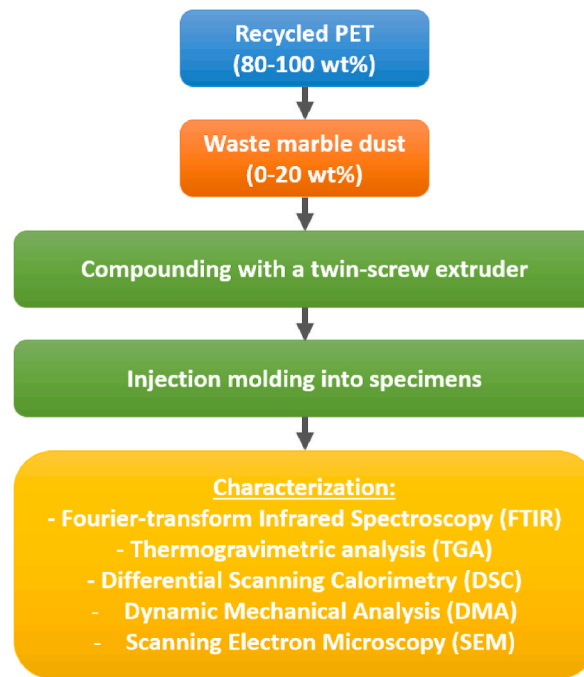 Recycled PET
(80-100 wt%)
Waste marble dust
(0-20 wt%)
Compounding with a twin-screw extruder
Injection molding into specimens
Characterization:
- Fourier-transform Infrared Spectroscopy (FTIR)
- Thermogravimetric analysis (TGA)
- Differential Scanning Calorimetry (DSC)
- Dynamic Mechanical Analysis (DMA)
- Scanning Electron Microscopy (SEM)